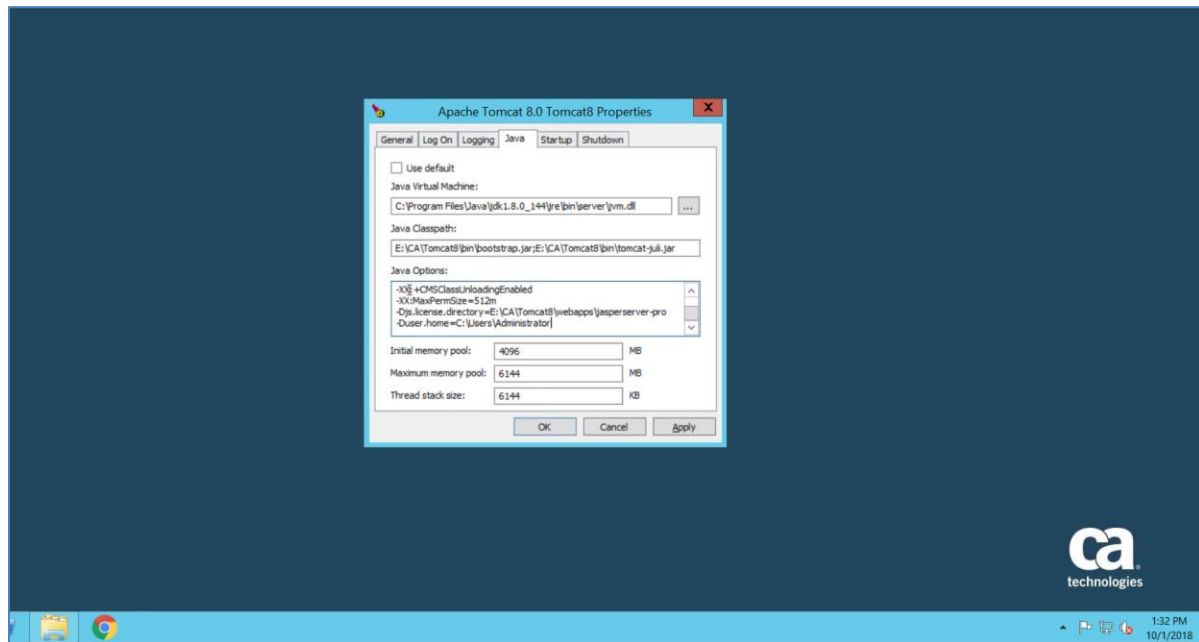 Apache Tomcat 8.0 Tomcat8 Properties
X
General Log On Logging Java Startup Shutdown
Use default
Java Virtual Machine:
C:\Program Files\Java\jdk1.8.0_144\jre\bin\server\jvm.dll ...
Java Classpath:
E:\CA\Tomcat8\bin\bootstrap.jar;E:\CA\Tomcat8\bin\tomcat-juli.jar
Java Options:
-XX:+CMSClassUnloadingEnabled
-XX:MaxPermSize=512m
-Djs.license.directory=E:\CA\Tomcat8\webapps\jasperserver-pro
-Duser.home=C:\Users\Administrator
Initial memory pool: 4096 MB
Maximum memory pool: 6144 MB
Thread stack size: 6144 KB
OK Cancel Apply
ca
technologies
1:32 PM
10/1/2018